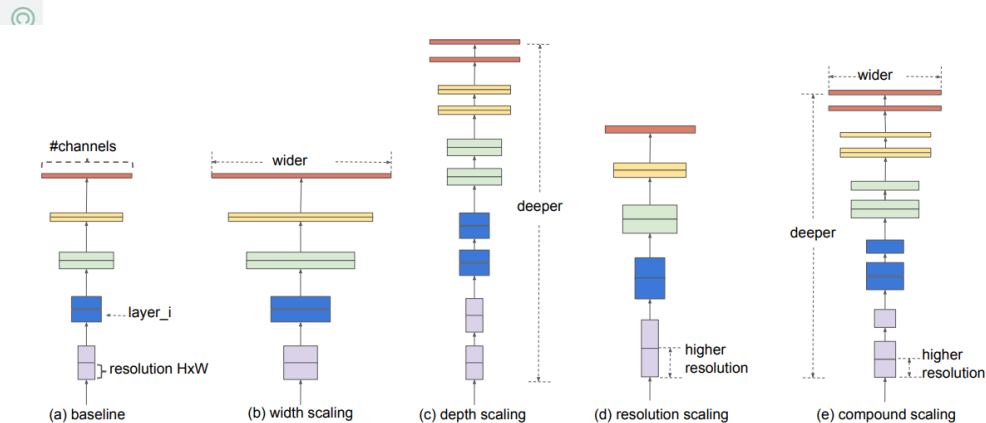 #channels
layer_i
resolution HxW
(a) baseline
wider
(b) width scaling
deeper
(c) depth scaling
higher
resolution
(d) resolution scaling
wider
deeper
higher
resolution
(e) compound scaling